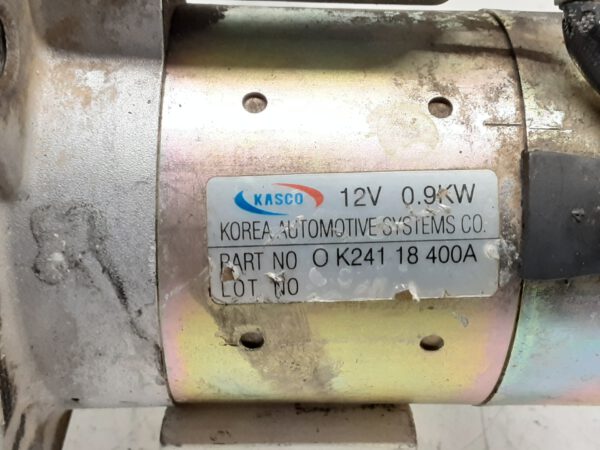 KASCO 12V 0.9KW
KOREA AUTOMOTIVE SYSTEMS CO.
PART NO O K241 18 400A
LOT NO